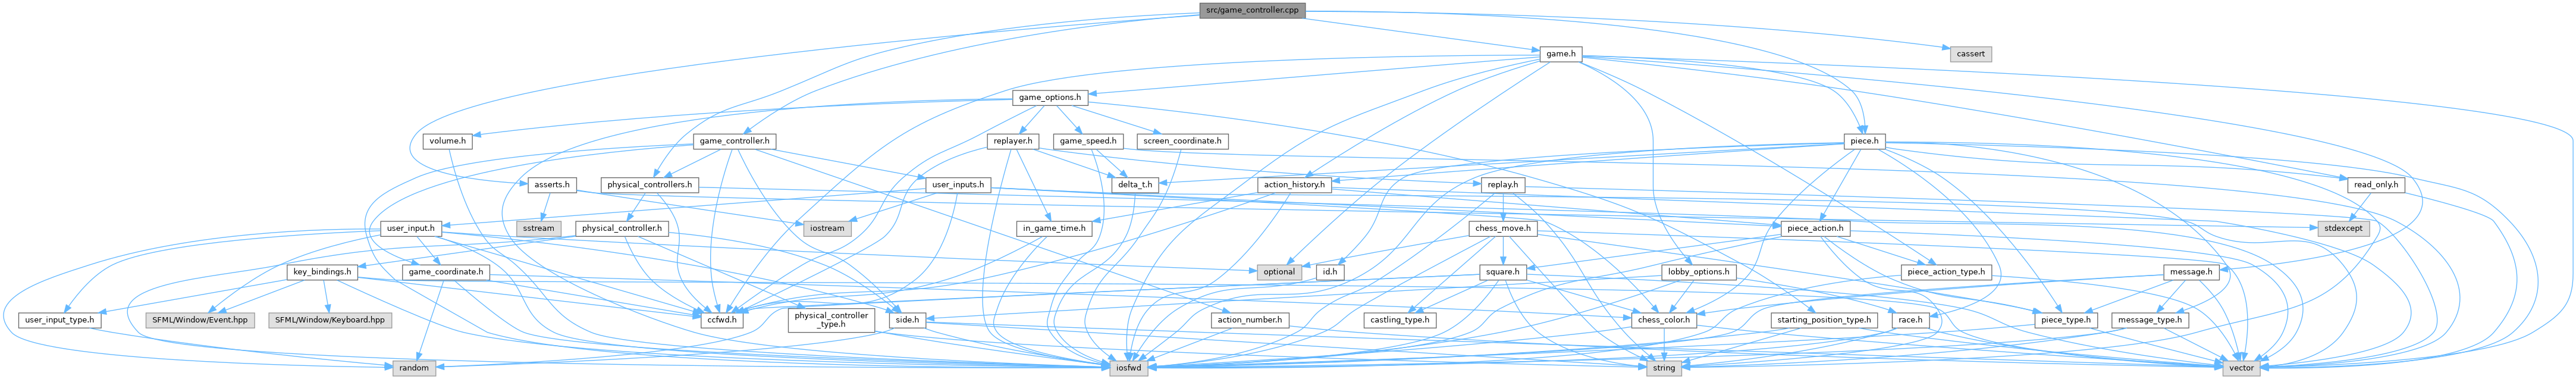 src/game_controller.cpp
game.h
cassert
game_options.h
volume.h
game_controller.h
replayer.h
game_speed.h
screen_coordinate.h
piece.h
asserts.h
physical_controllers.h
user_inputs.h
delta_t.h
action_history.h
replay.h
read_only.h
user_input.h
sstream
physical_controller.h
iostream
in_game_time.h
chess_move.h
piece_action.h
stdexcept
key_bindings.h
game_coordinate.h
optional
id.h
square.h
lobby_options.h
piece_action_type.h
message.h
user_input_type.h
SFML/Window/Event.hpp
SFML/Window/Keyboard.hpp
ccfwd.h
physical_controller
_type.h
side.h
action_number.h
castling_type.h
chess_color.h
starting_position_type.h
race.h
piece_type.h
message_type.h
random
iosfwd
string
vector